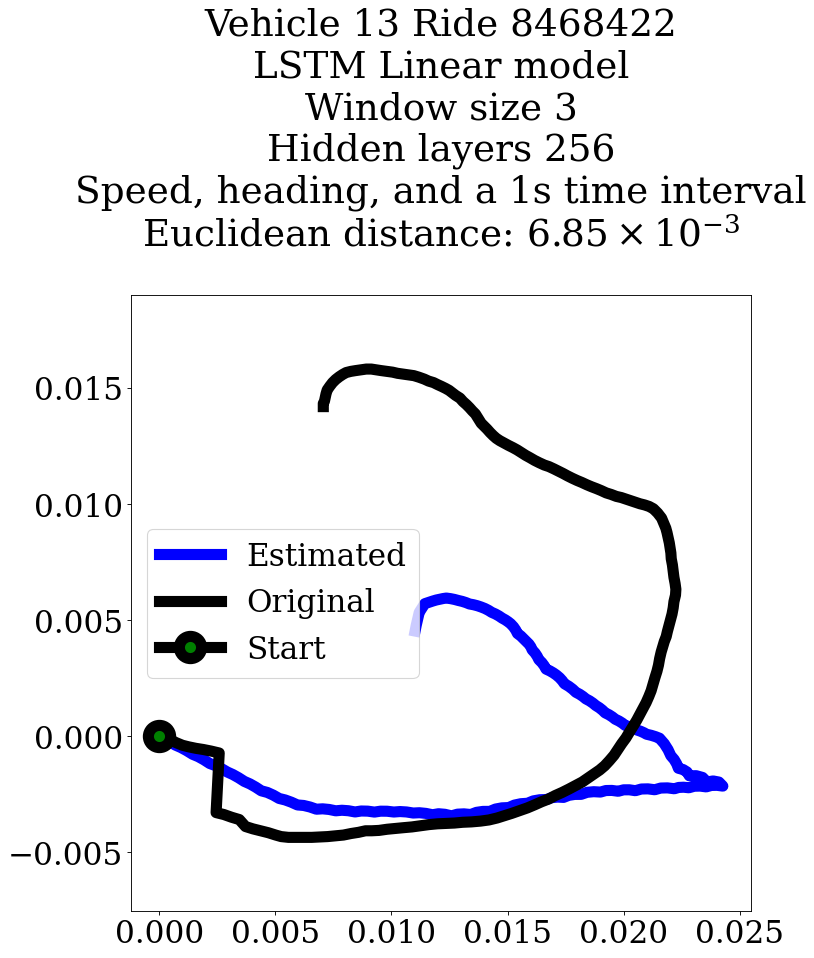 Vehicle 13 Ride 8468422
LSTM Linear model
Window size 3
Hidden layers 256
Speed, heading, and a 1s time interval
Euclidean distance: 6.85 × 10⁻³
0.015
0.010
0.005
0.000
−0.005
Estimated
Original
Start
0.000 0.005 0.010 0.015 0.020 0.025